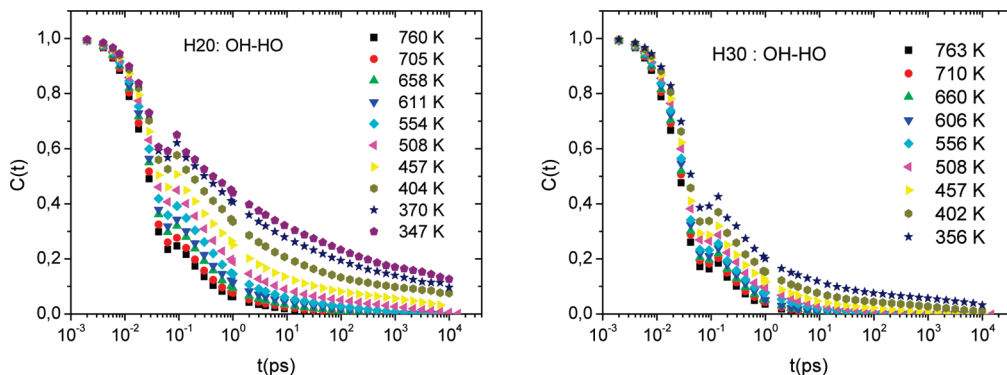 H20: OH-HO
760 K
705 K
658 K
611 K
554 K
508 K
457 K
404 K
370 K
347 K
C(t)
1,0
0,8
0,6
0,4
0,2
0,0
10⁻³ 10⁻² 10⁻¹ 10⁰ 10¹ 10² 10³ 10⁴
t(ps)
H30 : OH-HO
763 K
710 K
660 K
606 K
556 K
508 K
457 K
402 K
356 K
C(t)
1,0
0,8
0,6
0,4
0,2
0,0
10⁻³ 10⁻² 10⁻¹ 10⁰ 10¹ 10² 10³ 10⁴
t(ps)